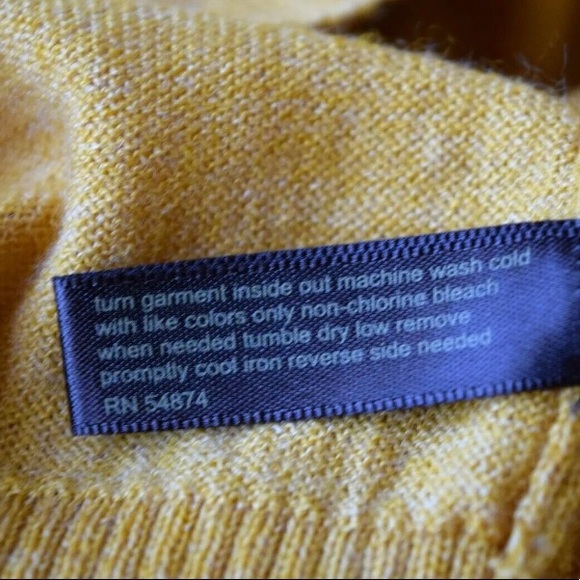 turn garment inside out machine wash cold
with like colors only non-chlorine bleach
when needed tumble dry low remove
promptly cool iron reverse side needed
RN 54874